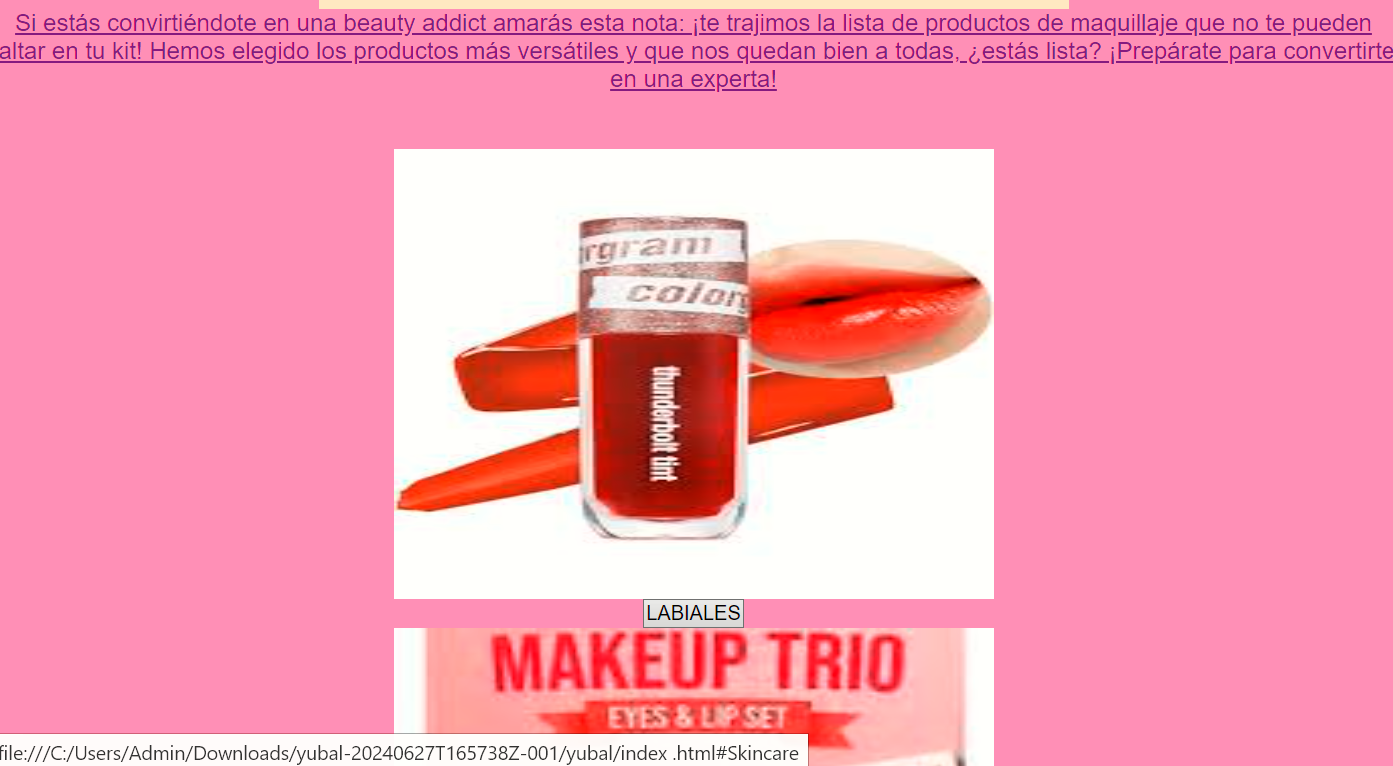 Si estás convirtiéndote en una beauty addict amarás esta nota: ¡te trajimos la lista de productos de maquillaje que no te pueden
altar en tu kit! Hemos elegido los productos más versátiles y que nos quedan bien a todas, ¿estás lista? ¡Prepárate para convertirte
en una experta!
rgram
color
thunderbolt tint
LABIALES
MAKEUP TRIO
EYES & LIP SET
file:///C:/Users/Admin/Downloads/yubal-20240627T165738Z-001/yubal/index .html#Skincare